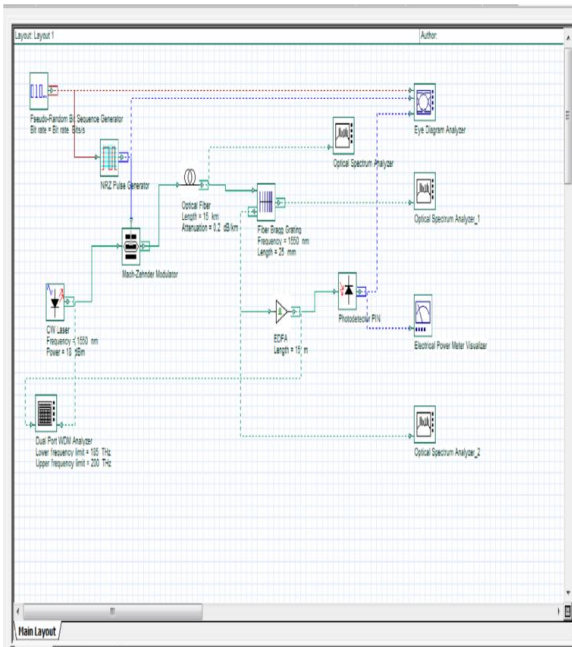 Layout: Layout 1
Author:
Pseudo-Random Bit Sequence Generator
Bit rate = Bit rate Bits/s
NRZ Pulse Generator
Mach-Zehnder Modulator
CW Laser
Frequency = 1550 nm
Power = 18 dBm
Dual Port WDM Analyzer
Lower frequency limit = 185 THz
Upper frequency limit = 200 THz
Optical Fiber
Length = 15 km
Attenuation = 0.2 dB/km
Fiber Bragg Grating
Frequency = 1550 nm
Length = 25 mm
EDFA
Length = 15 m
Photodetector PIN
Optical Spectrum Analyzer
Eye Diagram Analyzer
Optical Spectrum Analyzer_1
Electrical Power Meter Visualizer
Optical Spectrum Analyzer_2
Main Layout